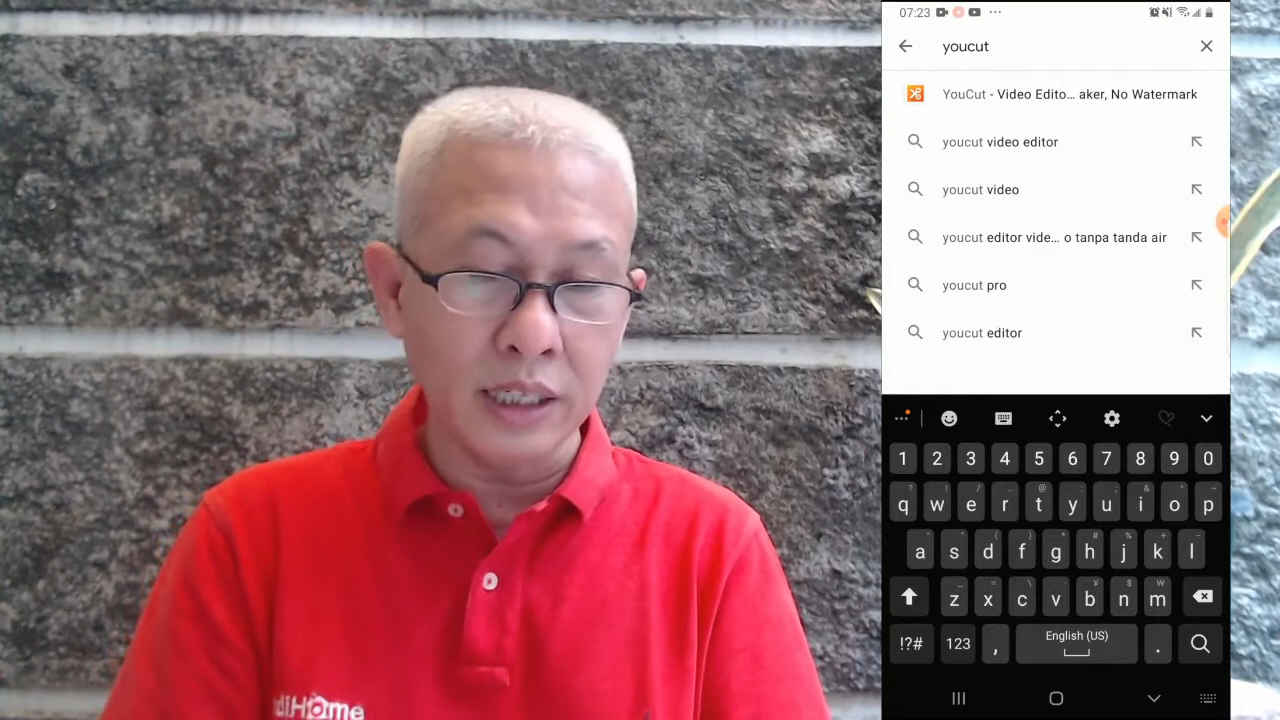 07:23
youcut
YouCut - Video Edito... aker, No Watermark
youcut video editor
youcut video
youcut editor vide... o tanpa tanda air
youcut pro
youcut editor
1 2 3 4 5 6 7 8 9 0
q w e r t y u i o p
a s d f g h j k l
z x c v b n m
!?# 123 , English (US) .
diHome